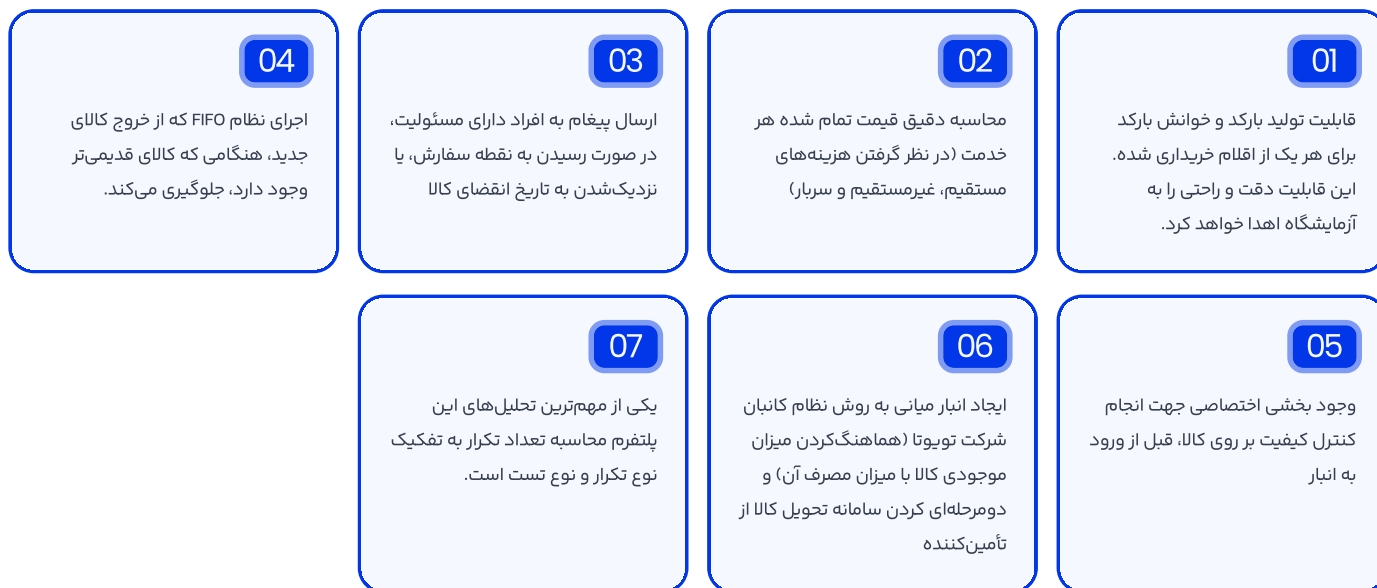 01
قابلیت تولید بارکد و خوانش بارکد
برای هر یک از اقلام خریداری شده.
این قابلیت دقت و راحتی را به
آزمایشگاه اهدا خواهد کرد.
02
محاسبه دقیق قیمت تمام شده هر
خدمت (در نظر گرفتن هزینه‌های
مستقیم، غیرمستقیم و سربار)
03
ارسال پیغام به افراد دارای مسئولیت،
در صورت رسیدن به نقطه سفارش، یا
نزدیک‌شدن به تاریخ انقضای کالا
04
اجرای نظام FIFO که از خروج کالای
جدید، هنگامی که کالای قدیمی‌تر
وجود دارد، جلوگیری می‌کند.
05
وجود بخشی اختصاصی جهت انجام
کنترل کیفیت بر روی کالا، قبل از ورود
به انبار
06
ایجاد انبار میانی به روش نظام کانبان
شرکت تویوتا (هماهنگ‌کردن میزان
موجودی کالا با میزان مصرف آن) و
دومرحله‌ای کردن سامانه تحویل کالا از
تأمین‌کننده
07
یکی از مهم‌ترین تحلیل‌های این
پلتفرم محاسبه تعداد تکرار به تفکیک
نوع تکرار و نوع تست است.